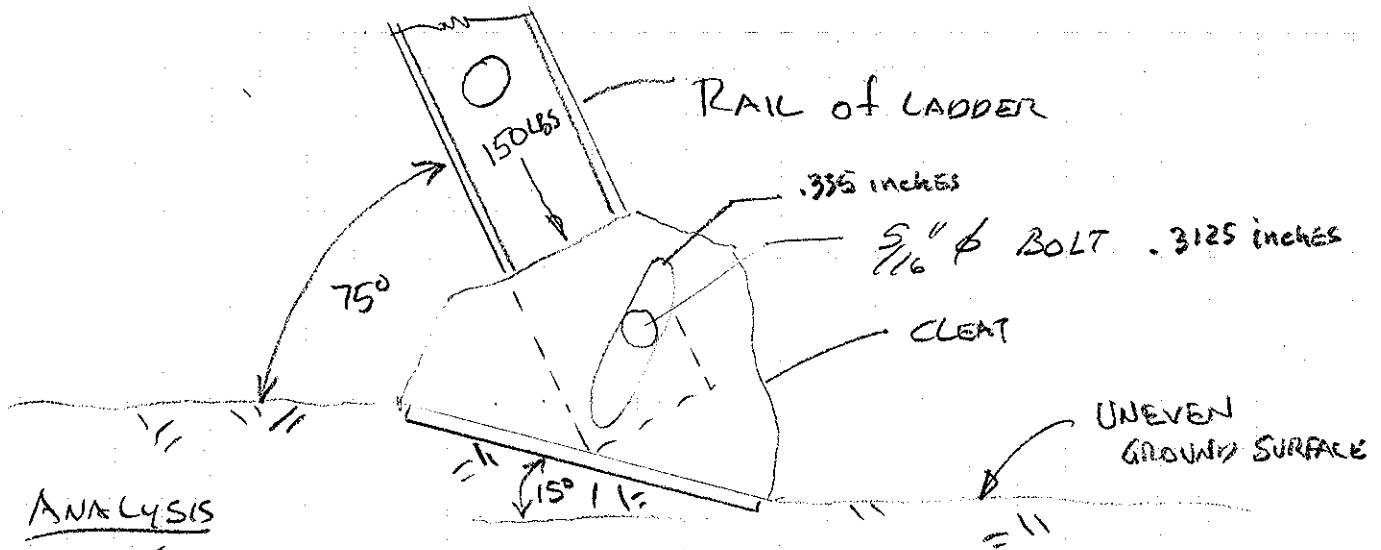 RAIL of LADDER
150LBS
.335 inches
5/16" ϕ BOLT .3125 inches
75°
CLEAT
UNEVEN
GROUND SURFACE
15°
ANALYSIS